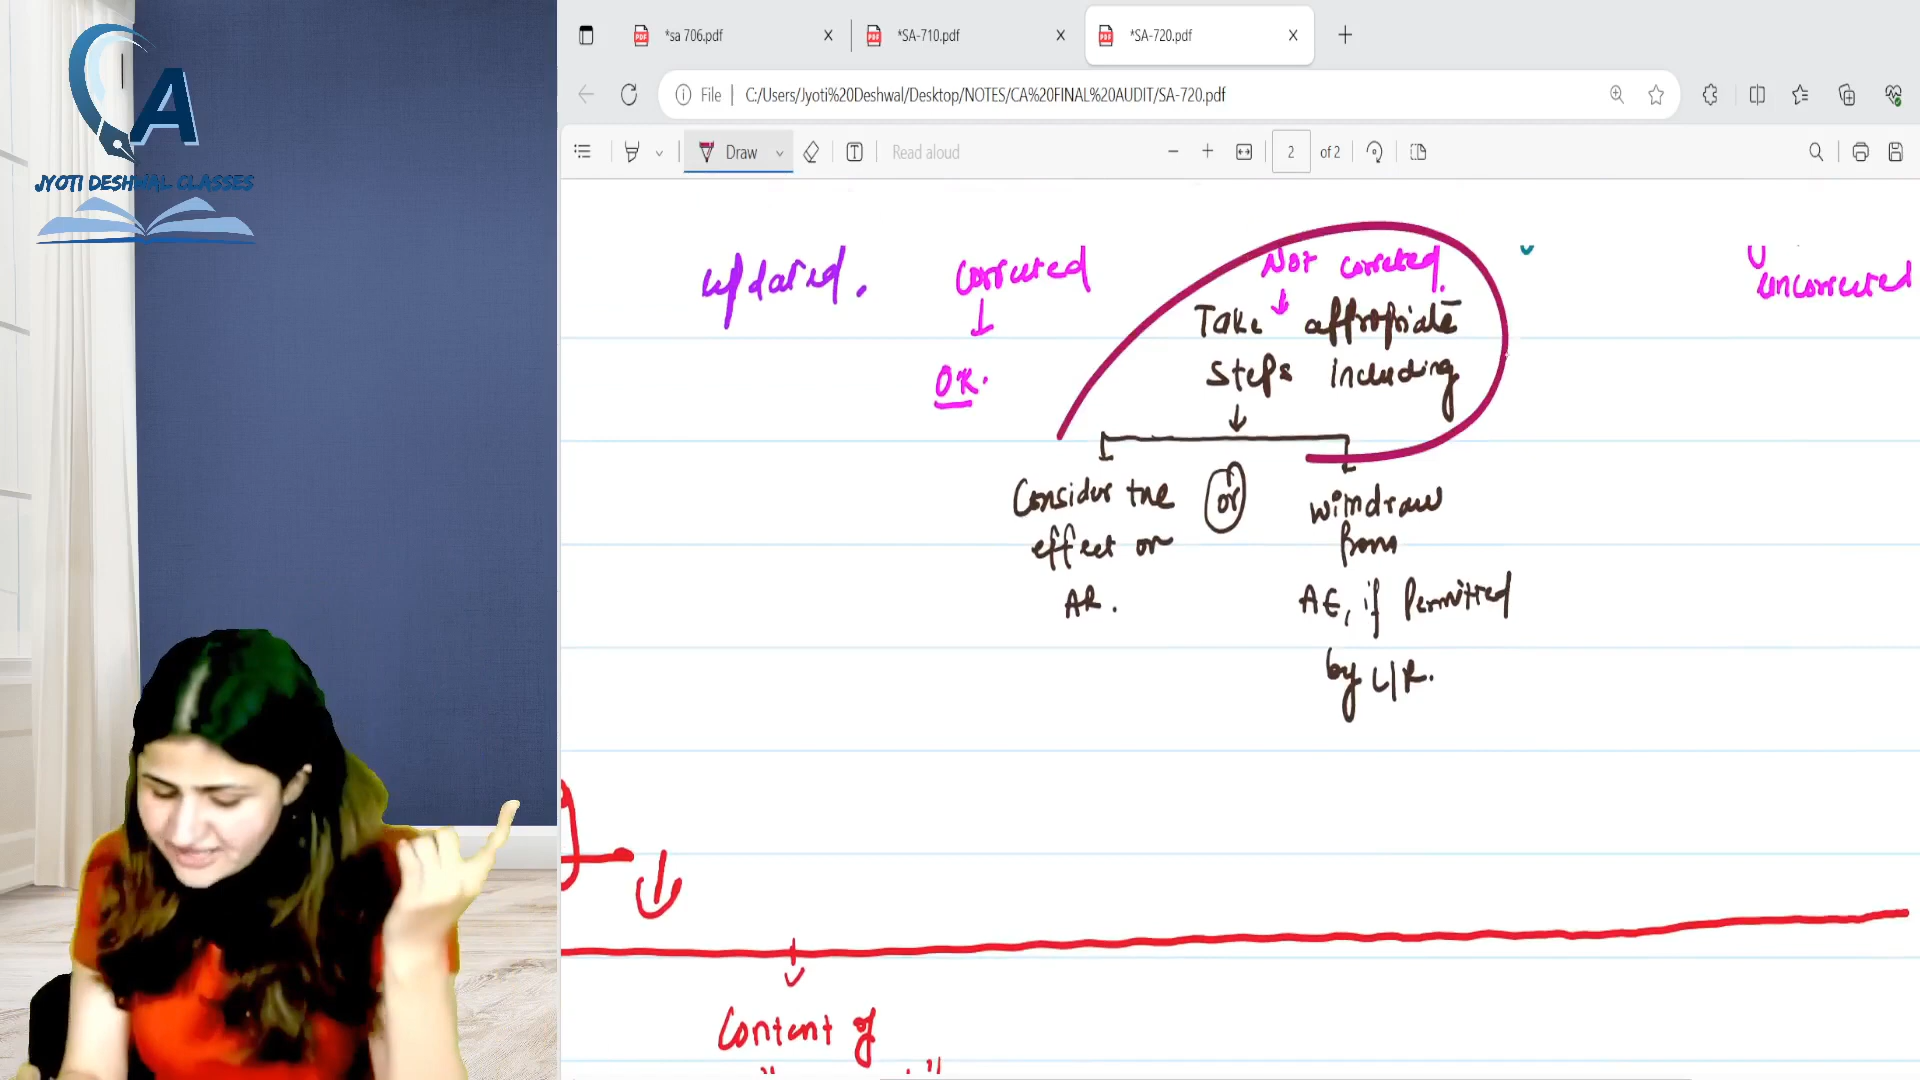 CA
JYOTI DESHWAL CLASSES
*sa 706.pdf
*SA-710.pdf
*SA-720.pdf
File
C:/Users/Jyoti%20Deshwal/Desktop/NOTES/CA%20FINAL%20AUDIT/SA-720.pdf
Draw
Read aloud
2
of 2
updated.
Corrected
Not corrected.
uncorrected
OK.
Take appropriate
steps including
Consider the
effect on
AR.
or
withdraw
from
AE, if Permitted
by L/R.
Content of